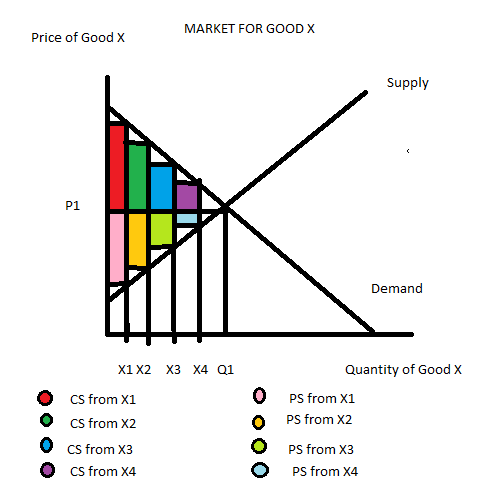 MARKET FOR GOOD X
Price of Good X
Supply
P1
Demand
X1 X2 X3 X4 Q1 Quantity of Good X
CS from X1 PS from X1
CS from X2 PS from X2
CS from X3 PS from X3
CS from X4 PS from X4